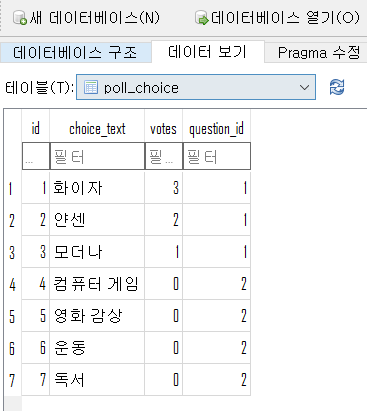 새 데이터베이스(N) 데이터베이스 열기(O)
데이터베이스 구조 데이터 보기 Pragma 수정
테이블(T): poll_choice
id choice_text votes question_id
... 필터 필... 필터
1 1 화이자 3 1
2 2 얀센 2 1
3 3 모더나 1 1
4 4 컴퓨터 게임 0 2
5 5 영화 감상 0 2
6 6 운동 0 2
7 7 독서 0 2